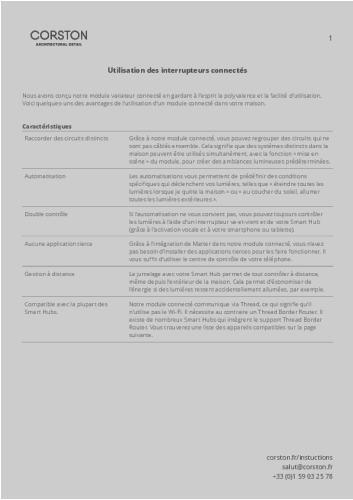 CORSTON
ARCHITECTURAL DETAIL
1
Utilisation des interrupteurs connectés
Nous avons conçu notre module variateur connecté en gardant à l'esprit la polyvalence et la facilité d'utilisation.
Voici quelques-uns des avantages de l'utilisation d'un module connecté dans votre maison.
Caractéristiques
Raccorder des circuits distincts
Grâce à notre module connecté, vous pouvez regrouper des circuits qui ne
sont pas câblés ensemble. Cela signifie que des systèmes distincts dans la
maison peuvent être utilisés simultanément, avec la fonction « mise en
scène » du module, pour créer des ambiances lumineuses prédéterminées.
Automatisation
Les automatisations vous permettent de prédéfinir des conditions
spécifiques qui déclenchent vos lumières, telles que « éteindre toutes les
lumières lorsque je quitte la maison » ou « au coucher du soleil, allumer
toutes les lumières extérieures ».
Double contrôle
Si l'automatisation ne vous convient pas, vous pouvez toujours contrôler
les lumières à l'aide d'un interrupteur va-et-vient et de votre Smart Hub
(grâce à l'activation vocale et à votre smartphone ou tablette).
Aucune application tierce
Grâce à l'intégration de Matter dans notre module connecté, vous n'avez
pas besoin d'installer des applications tierces pour les faire fonctionner. Il
vous suffit d'utiliser le centre de contrôle de votre téléphone.
Gestion à distance
Le jumelage avec votre Smart Hub permet de tout contrôler à distance,
même depuis l'extérieur de la maison. Cela permet d'économiser de
l'énergie si des lumières restent accidentellement allumées, par exemple.
Compatible avec la plupart des
Smart Hubs.
Notre module connecté communique via Thread, ce qui signifie qu'il
n'utilise pas le Wi-Fi. Il nécessite au contraire un Thread Border Router. Il
existe de nombreux Smart Hubs qui intègrent le support Thread Border
Router. Vous trouverez une liste des appareils compatibles sur la page
suivante.
corston.fr/instuctions
salut@corston.fr
+33 (0)1 59 03 25 78